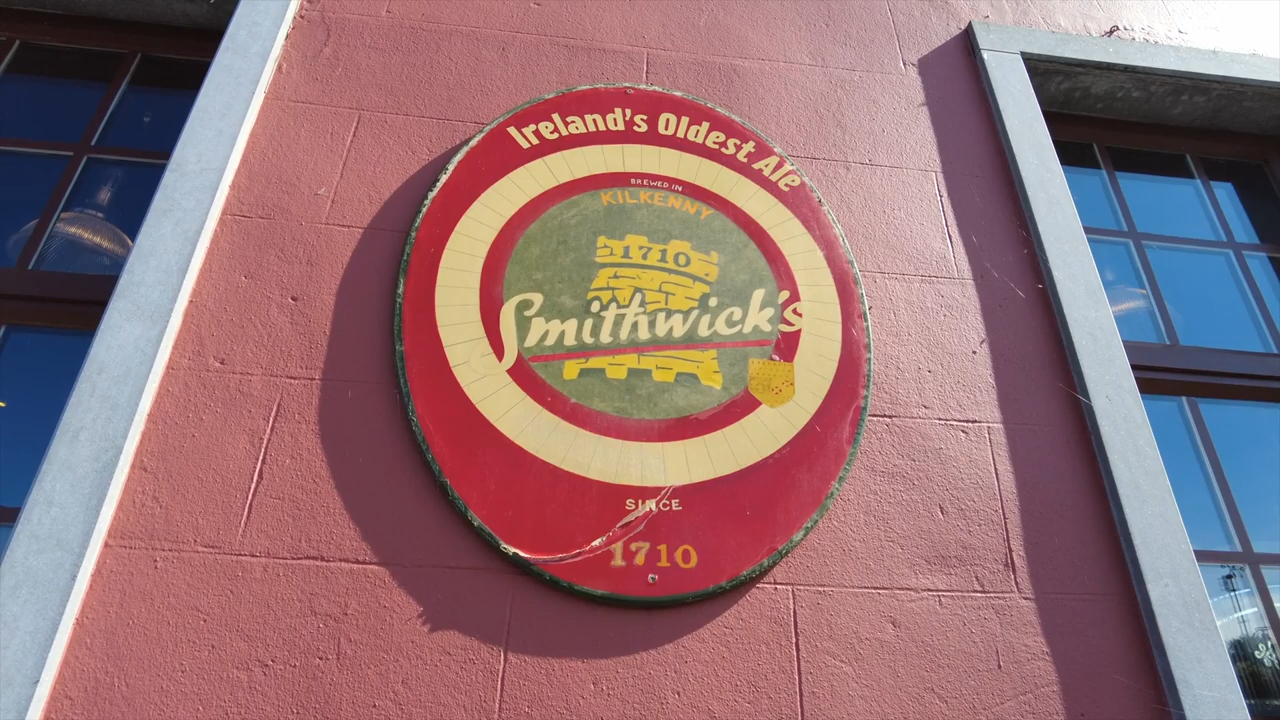 Ireland's Oldest Ale
BREWED IN
KILKENNY
1710
Smithwick's
SINCE
1710